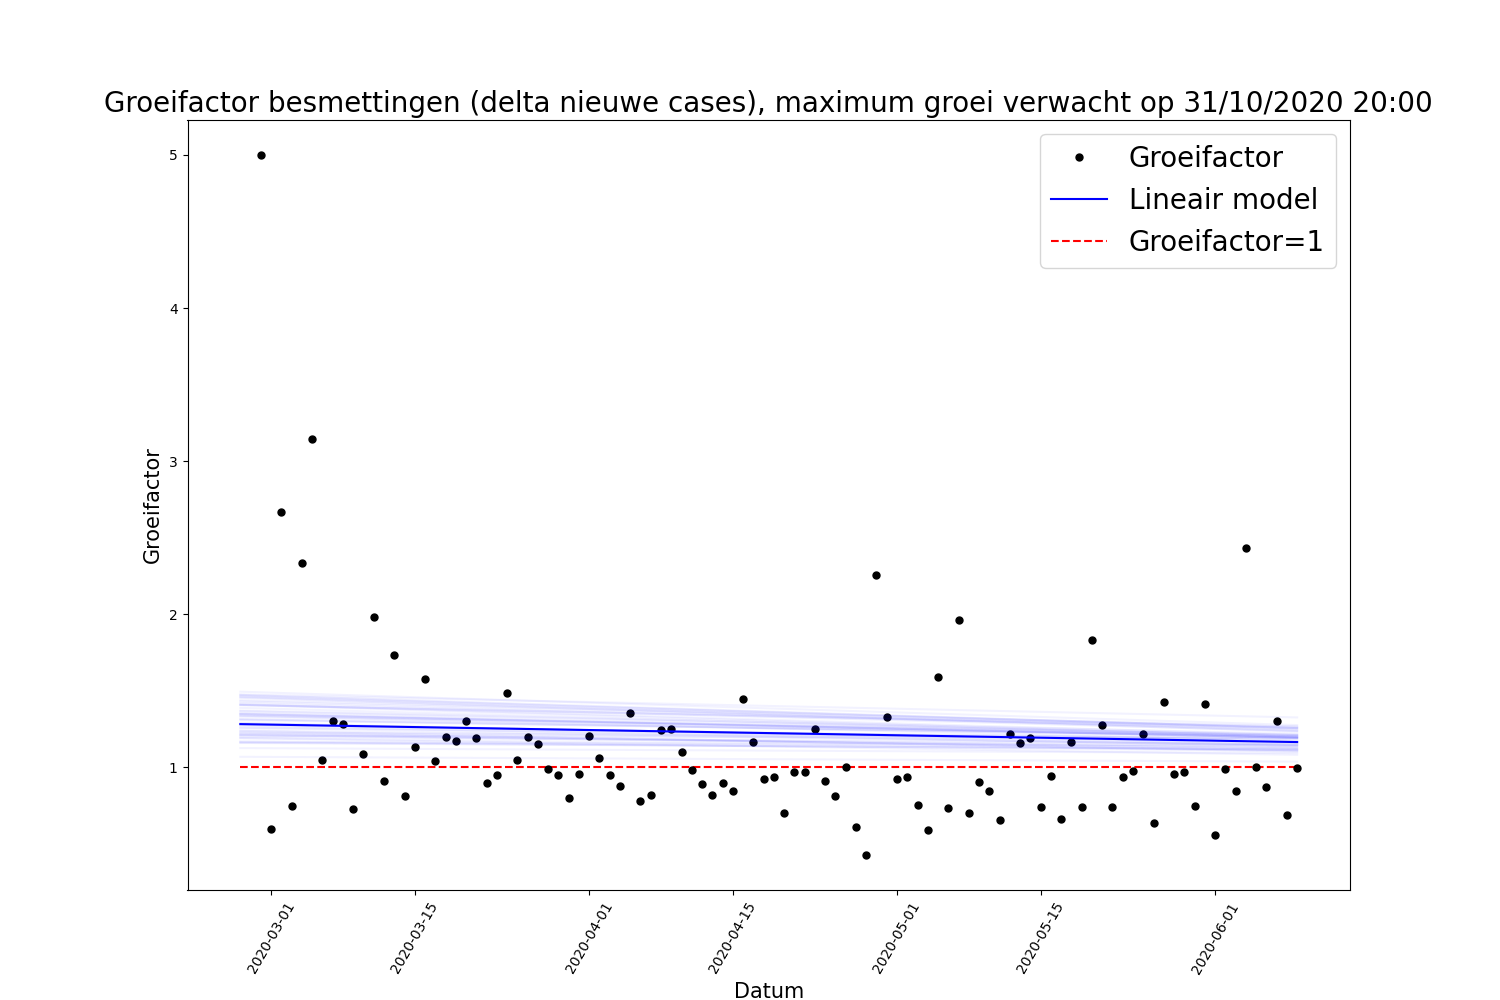 Groeifactor besmettingen (delta nieuwe cases), maximum groei verwacht op 31/10/2020 20:00
Groeifactor
Lineair model
Groeifactor=1
5
4
3
2
1
Groeifactor
2020-03-01
2020-03-15
2020-04-01
2020-04-15
2020-05-01
2020-05-15
2020-06-01
Datum